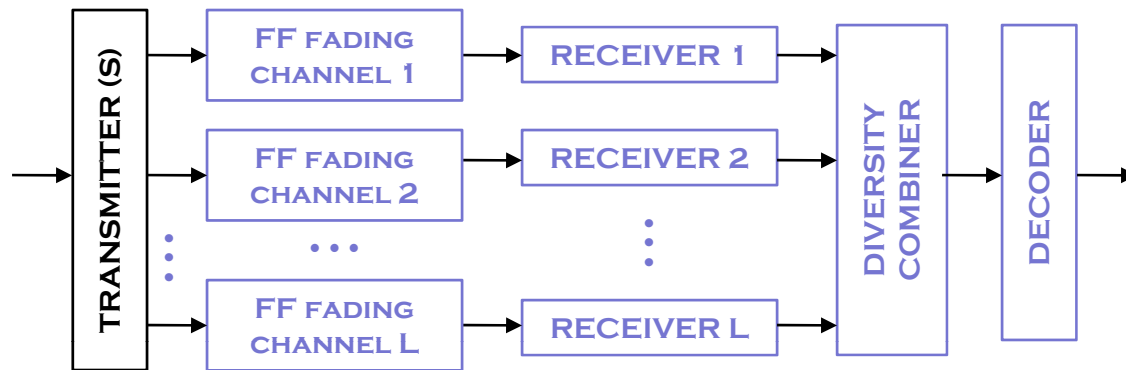 TRANSMITTER (S)
FF FADING
CHANNEL 1
RECEIVER 1
FF FADING
CHANNEL 2
RECEIVER 2
FF FADING
CHANNEL L
RECEIVER L
DIVERSITY
COMBINER
DECODER